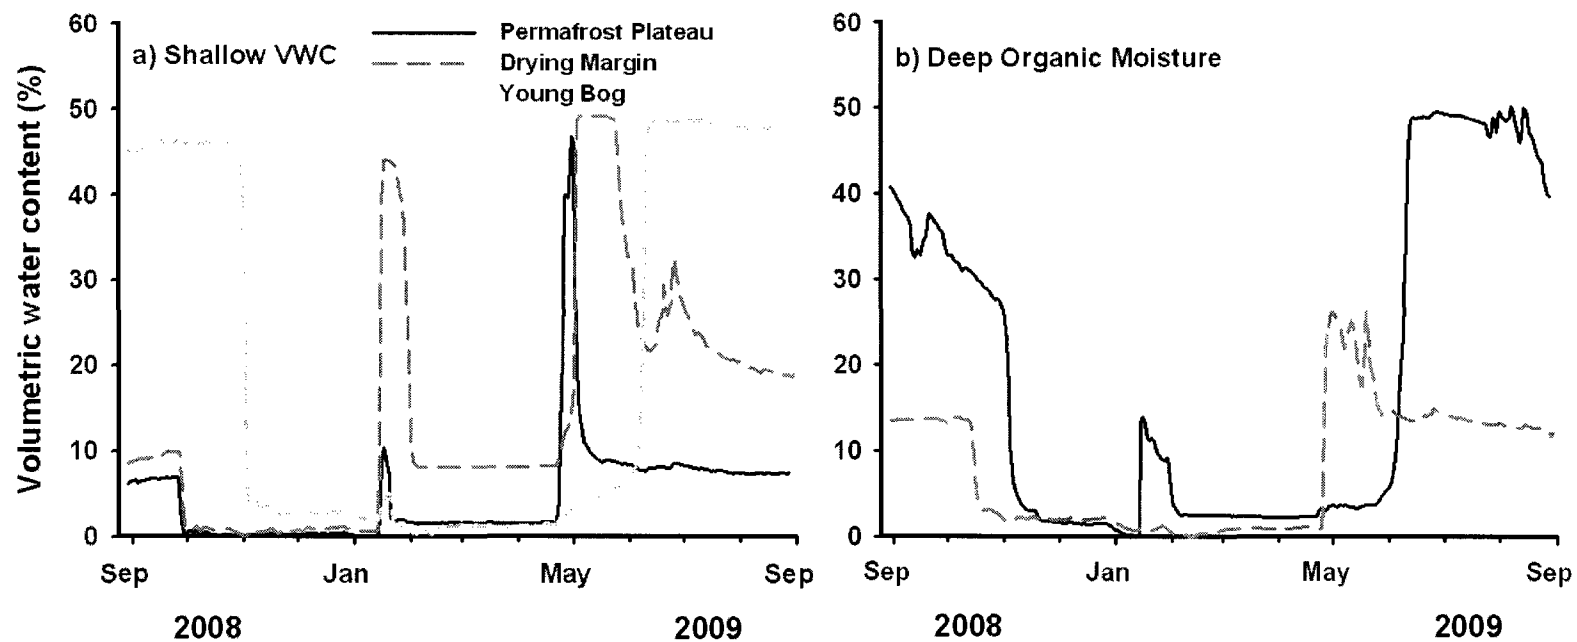 60
50
40
30
20
10
0
Volumetric water content (%)
a) Shallow VWC
Permafrost Plateau
Drying Margin
Young Bog
Sep Jan May Sep
2008 2009
60
50
40
30
20
10
0
b) Deep Organic Moisture
Sep Jan May Sep
2008 2009